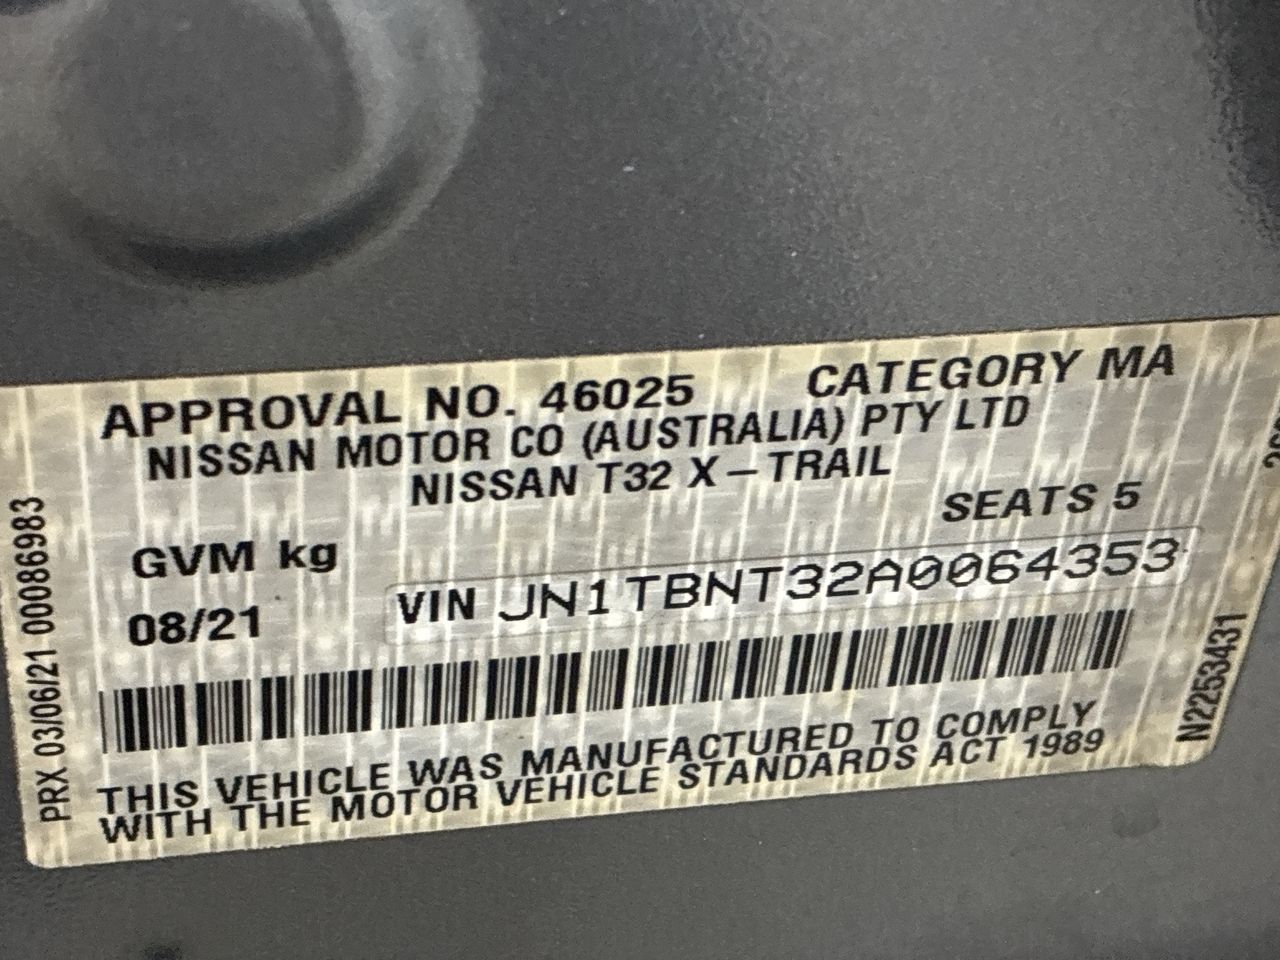 APPROVAL NO. 46025 CATEGORY MA
NISSAN MOTOR CO (AUSTRALIA) PTY LTD
NISSAN T32 X-TRAIL
SEATS 5
GVM kg
08/21 VIN JN1TBNT32A0064353
THIS VEHICLE WAS MANUFACTURED TO COMPLY
WITH THE MOTOR VEHICLE STANDARDS ACT 1989
PRX 03/06/21 00086983
N2253431